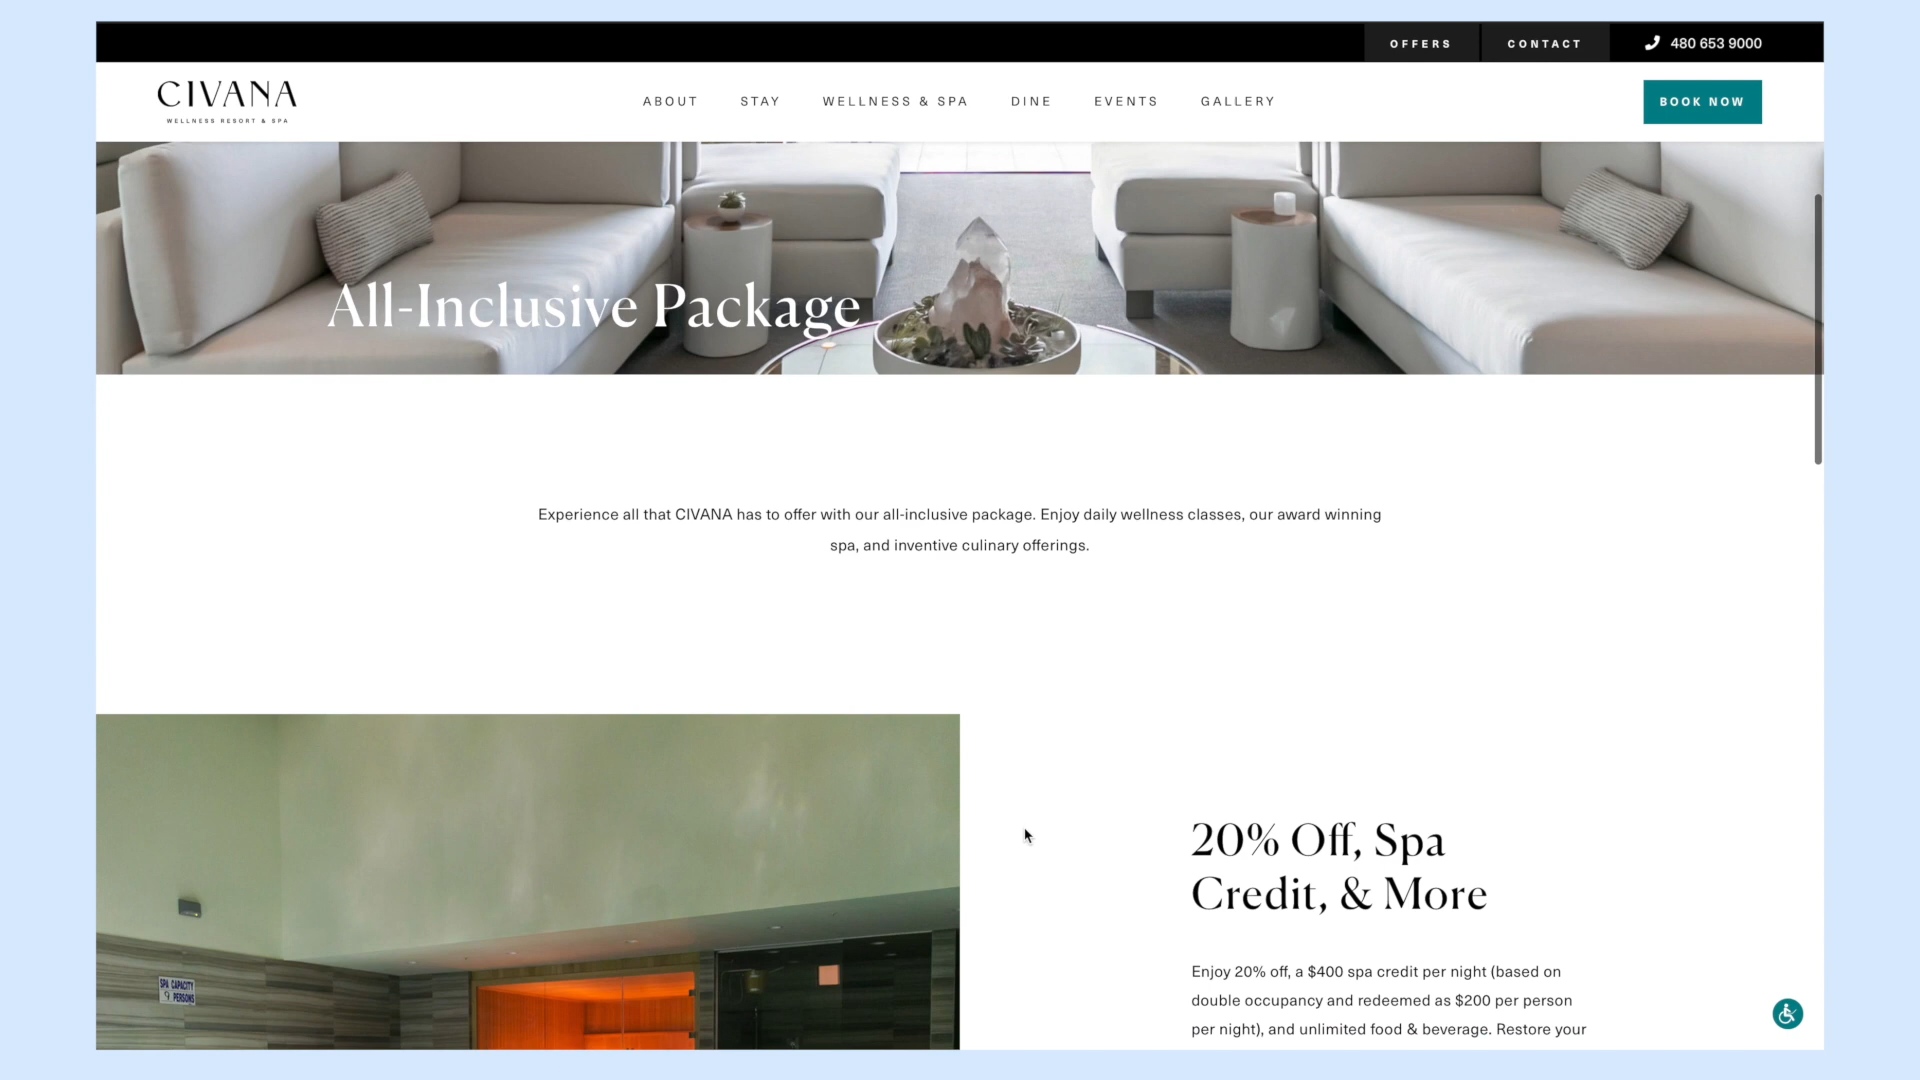 OFFERS
CONTACT
480 653 9000
CIVANA
WELLNESS RESORT & SPA
ABOUT
STAY
WELLNESS & SPA
DINE
EVENTS
GALLERY
BOOK NOW
All-Inclusive Package
Experience all that CIVANA has to offer with our all-inclusive package. Enjoy daily wellness classes, our award winning
spa, and inventive culinary offerings.
20% Off, Spa
Credit, & More
Enjoy 20% off, a $400 spa credit per night (based on
double occupancy and redeemed as $200 per person
per night), and unlimited food & beverage. Restore your
SPA CAPACITY
9 PERSONS